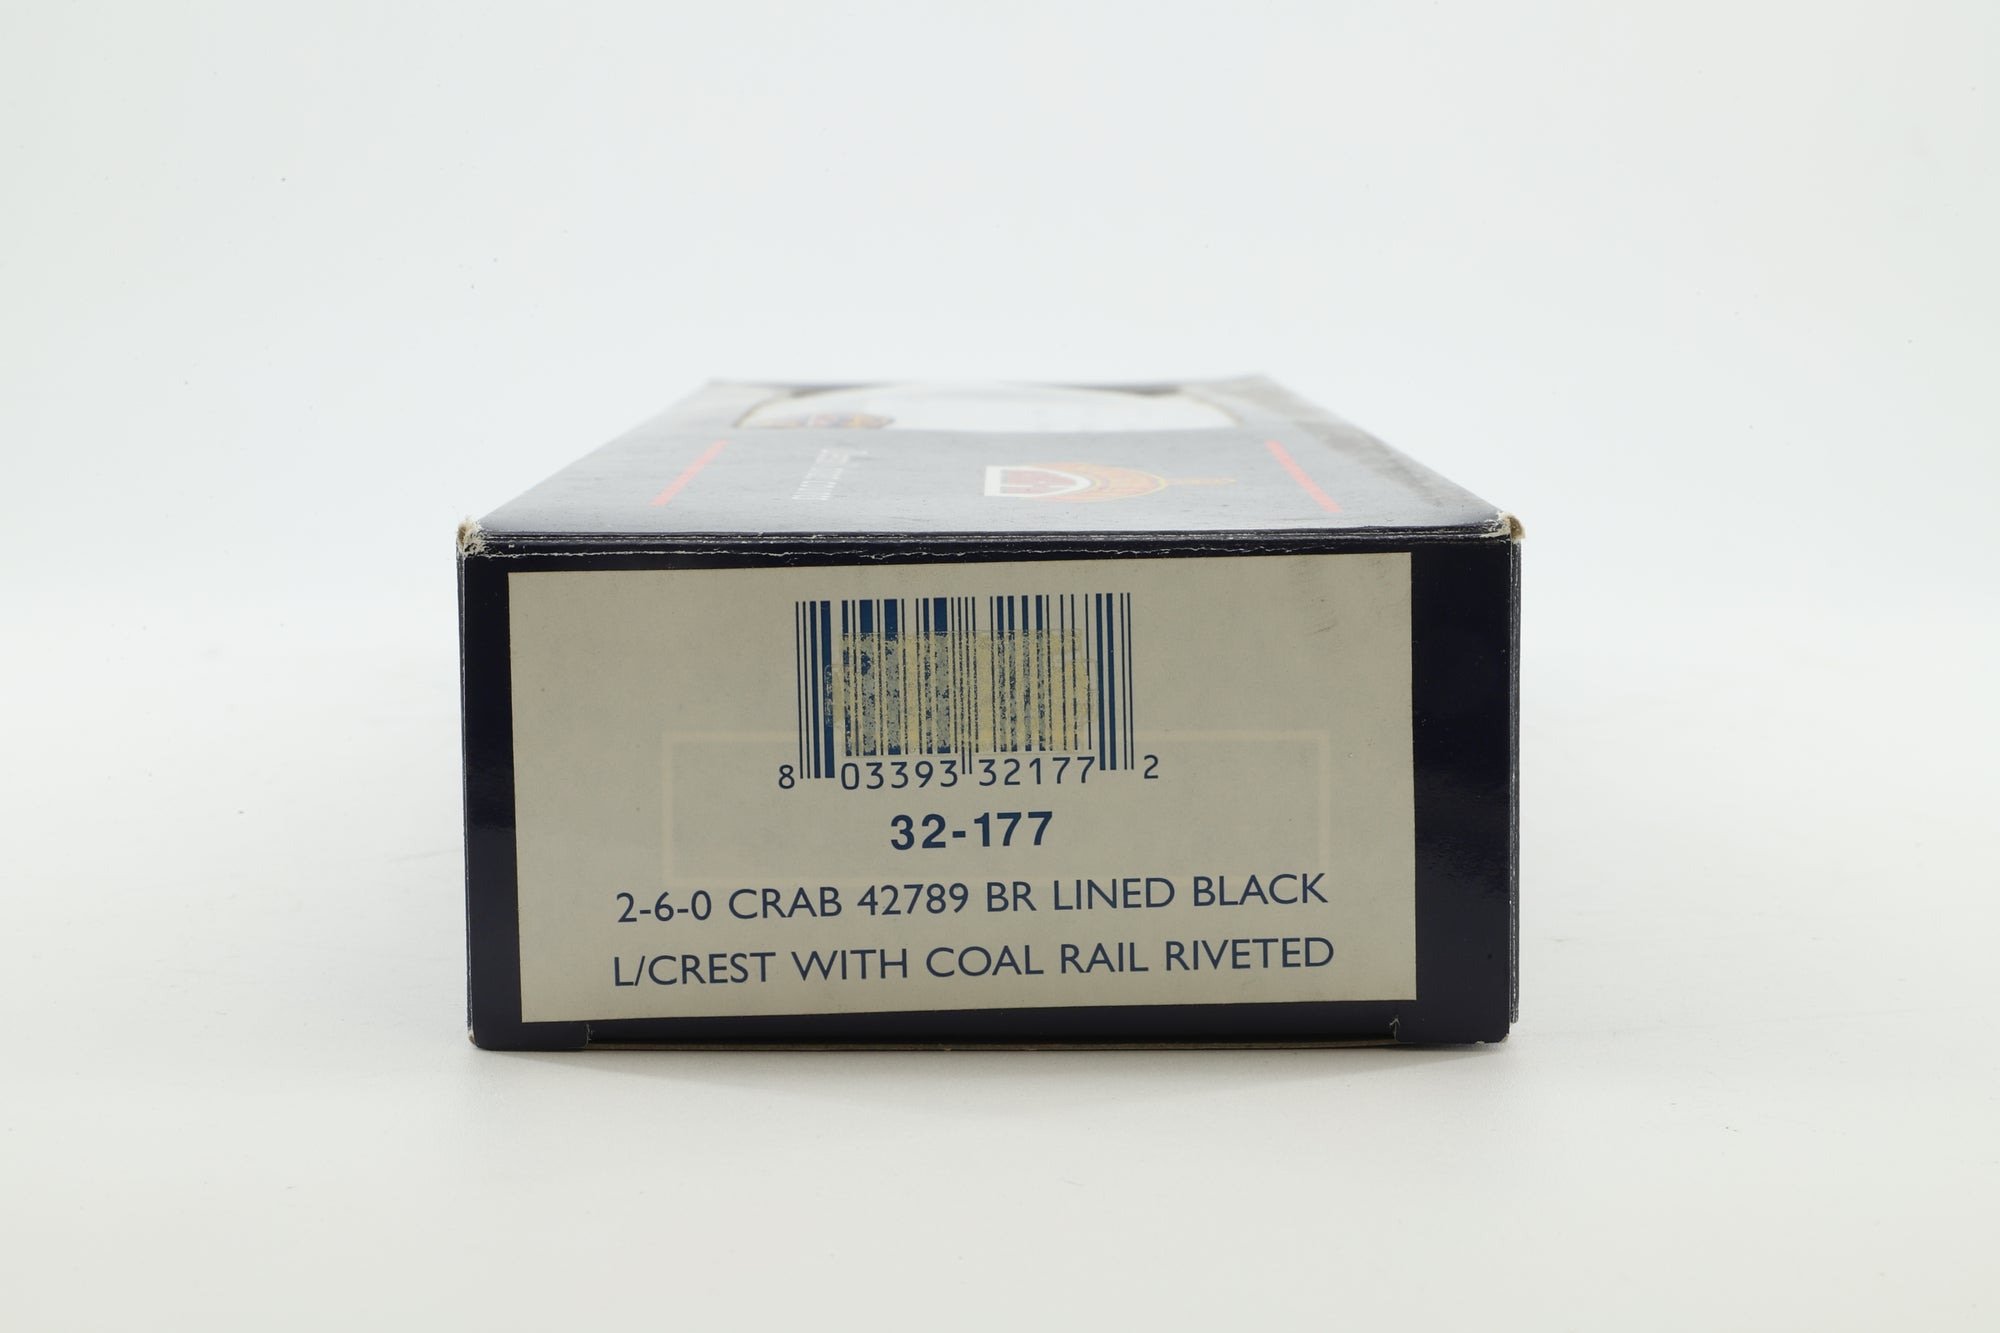 8 03393 32177 2
32-177
2-6-0 CRAB 42789 BR LINED BLACK
L/CREST WITH COAL RAIL RIVETED